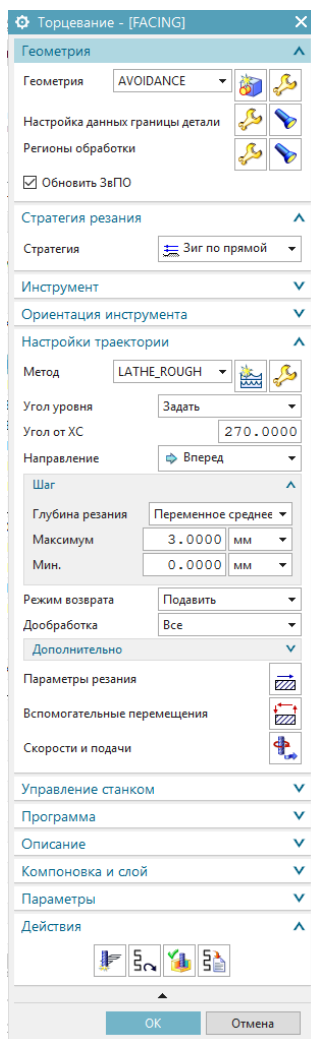 Торцевание - [FACING]
Геометрия
Геометрия AVOIDANCE
Настройка данных границы детали
Регионы обработки
Обновить ЗвПО
Стратегия резания
Стратегия Зиг по прямой
Инструмент
Ориентация инструмента
Настройки траектории
Метод LATHE_ROUGH
Угол уровня Задать
Угол от XC 270.0000
Направление Вперед
Шаг
Глубина резания Переменное среднее
Максимум 3.0000 мм
Мин. 0.0000 мм
Режим возврата Подавить
Дообработка Все
Дополнительно
Параметры резания
Вспомогательные перемещения
Скорости и подачи
Управление станком
Программа
Описание
Компоновка и слой
Параметры
Действия
ОК Отмена